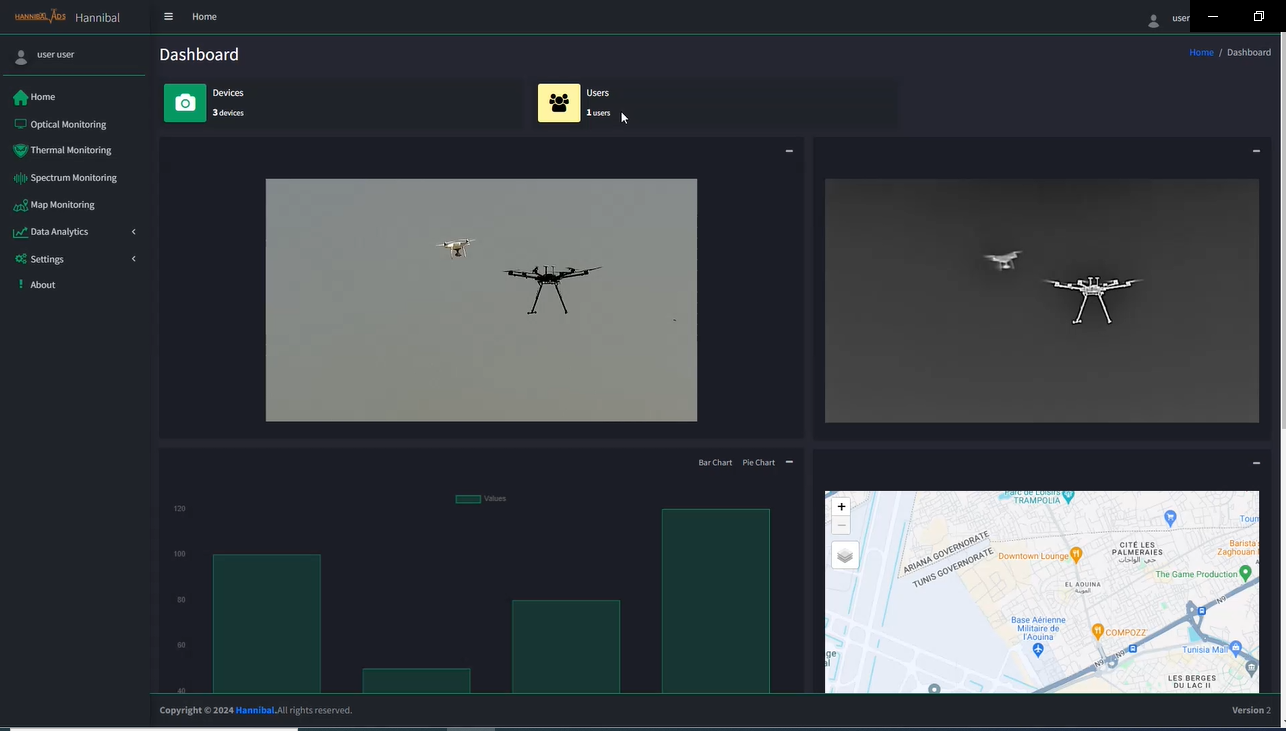 HANNIBAL ADS
Hannibal
Home
user
user user
Home
Optical Monitoring
Thermal Monitoring
Spectrum Monitoring
Map Monitoring
Data Analytics
Settings
About
Dashboard
Home / Dashboard
Devices
3 devices
Users
1 users
Bar Chart Pie Chart
Values
120
100
80
60
40
Parc de Loisirs
TRAMPOLIA
ARIANA GOVERNORATE
TUNIS GOVERNORATE
Downtown Lounge
CITÉ LES
PALMERAIES
حي الواحات
Barista's
Zaghouan
The Game Production
EL AOUINA
العوينة
Base Aérienne
Militaire de
l'Aouina
COMPOZZ'
N9
N9
N9
Tunisia Mall
LES BERGES
DU LAC II
Copyright © 2024 Hannibal.All rights reserved.
Version 2